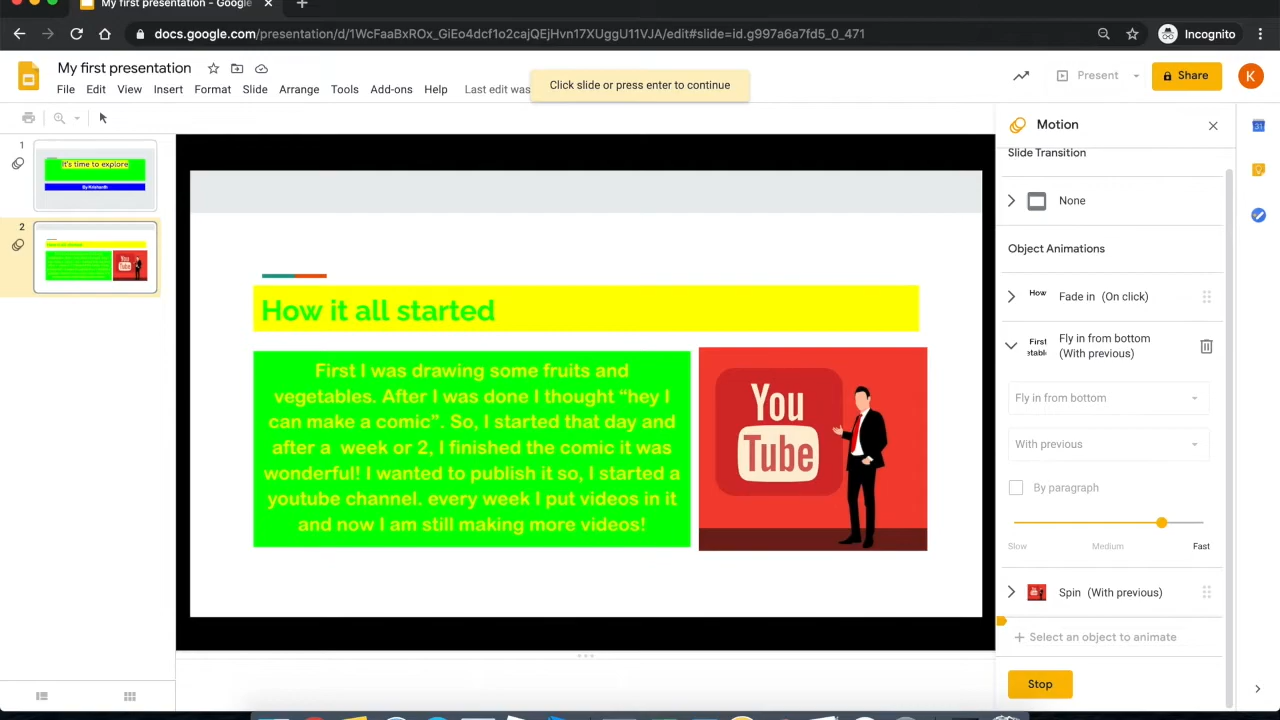 My first presentation - Google
docs.google.com/presentation/d/1WcFaaBxROx_GiEo4dcf1o2cajQEjHvn17XUggU11VJA/edit#slide=id.g997a6a7fd5_0_471
Incognito
My first presentation
File Edit View Insert Format Slide Arrange Tools Add-ons Help Last edit was
Click slide or press enter to continue
Present
Share
K
1
It's time to explore
2
How it all started
First I was drawing some fruits and
vegetables. After I was done I thought “hey I
can make a comic”. So, I started that day and
after a week or 2, I finished the comic it was
wonderful! I wanted to publish it so, I started a
youtube channel. every week I put videos in it
and now I am still making more videos!
You
Tube
Motion
Slide Transition
None
Object Animations
How
Fade in (On click)
First
Fly in from bottom
(With previous)
Fly in from bottom
With previous
By paragraph
Slow Medium Fast
Spin (With previous)
+ Select an object to animate
Stop
31